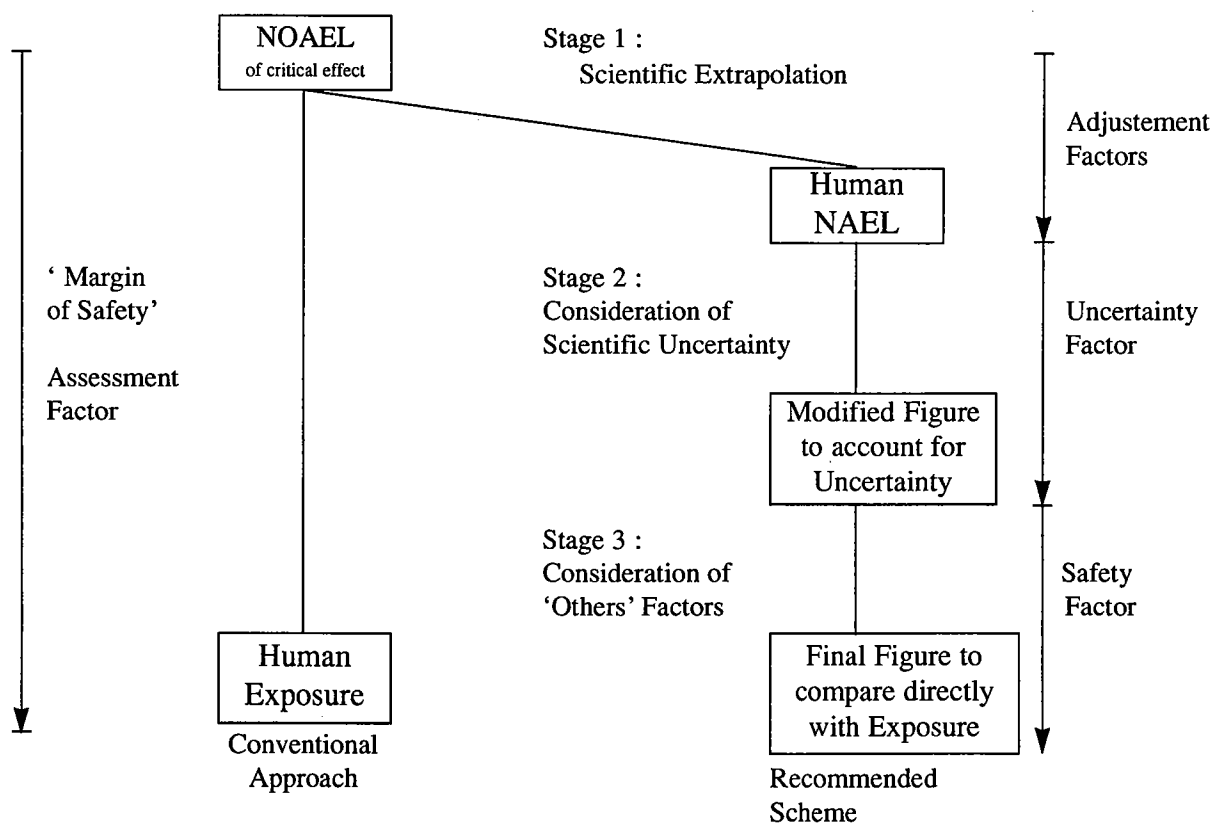 NOAEL
of critical effect
Stage 1 :
Scientific Extrapolation
Adjustement
Factors
Human
NAEL
‘ Margin
of Safety’
Assessment
Factor
Stage 2 :
Consideration of
Scientific Uncertainty
Uncertainty
Factor
Modified Figure
to account for
Uncertainty
Stage 3 :
Consideration of
‘Others’ Factors
Safety
Factor
Human
Exposure
Conventional
Approach
Final Figure to
compare directly
with Exposure
Recommended
Scheme